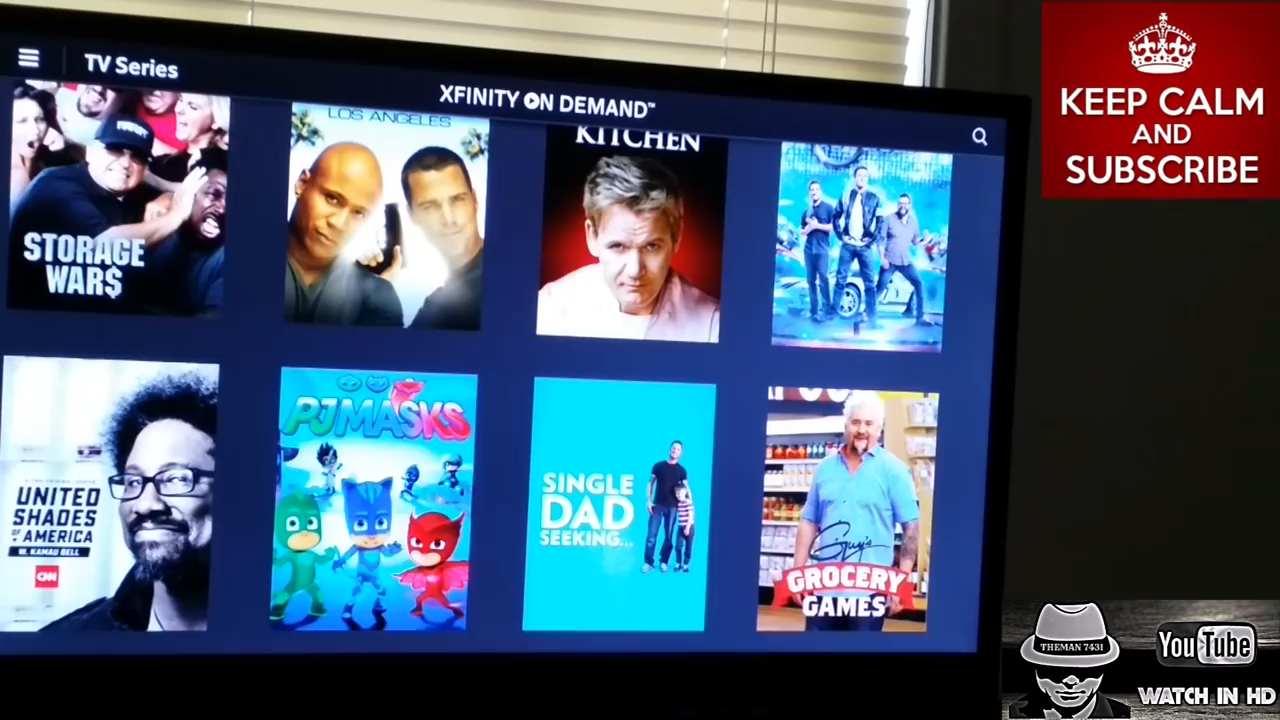 TV Series
XFINITY ON DEMAND™
KEEP CALM
AND
SUBSCRIBE
STORAGE
WAR$
LOS ANGELES
KITCHEN
UNITED
SHADES
OF AMERICA
W. KAMAU BELL
CNN
PJMASKS
SINGLE
DAD
SEEKING...
Guy's
GROCERY
GAMES
THEMAN 7431
YouTube
WATCH IN HD